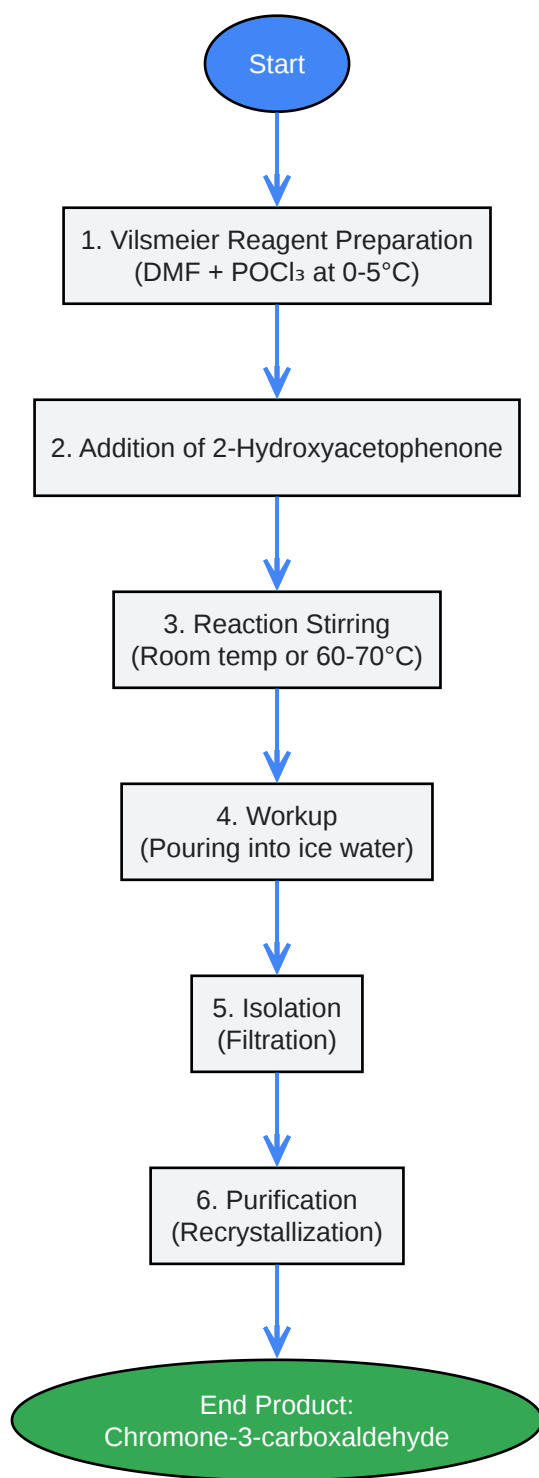 Start
1. Vilsmeier Reagent Preparation
(DMF + POCl₃ at 0-5°C)
2. Addition of 2-Hydroxyacetophenone
3. Reaction Stirring
(Room temp or 60-70°C)
4. Workup
(Pouring into ice water)
5. Isolation
(Filtration)
6. Purification
(Recrystallization)
End Product:
Chromone-3-carboxaldehyde